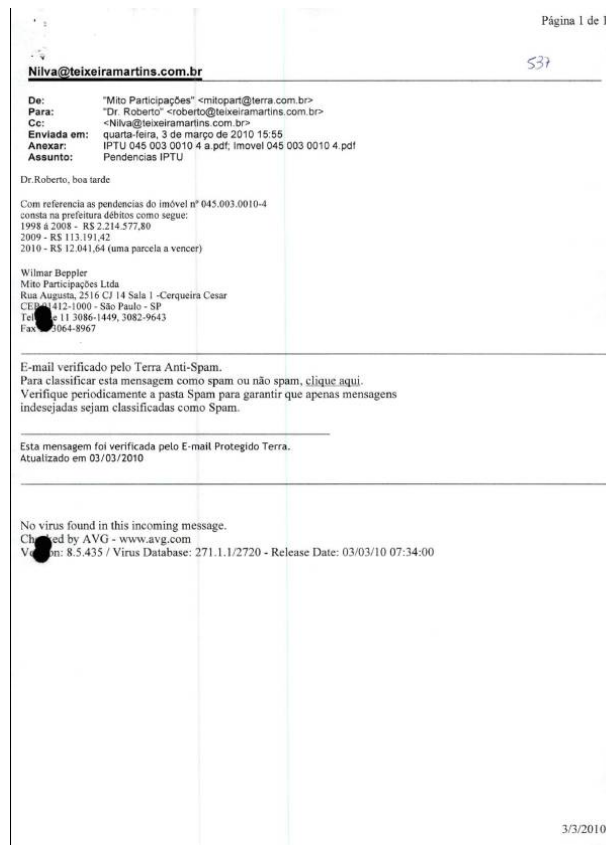 Página 1 de 1
537
Nilva@teixeiramartins.com.br
De: "Mito Participações" <mitopart@terra.com.br>
Para: "Dr. Roberto" <roberto@teixeiramartins.com.br>
Cc: <Nilva@teixeiramartins.com.br>
Enviada em: quarta-feira, 3 de março de 2010 15:55
Anexar: IPTU 045 003 0010 4 a.pdf; Imovel 045 003 0010 4.pdf
Assunto: Pendencias IPTU
Dr.Roberto, boa tarde
Com referencia as pendencias do imóvel nº 045.003.0010-4
consta na prefeitura débitos como segue:
1998 á 2008 - R$ 2.214.577,80
2009 - R$ 113.191,42
2010 - R$ 12.041,64 (uma parcela a vencer)
Wilmar Beppler
Mito Participações Ltda
Rua Augusta, 2516 CJ 14 Sala 1 -Cerqueira Cesar
CEP 1412-1000 - São Paulo - SP
Tel e 11 3086-1449, 3082-9643
Fax 3064-8967
E-mail verificado pelo Terra Anti-Spam.
Para classificar esta mensagem como spam ou não spam, clique aqui.
Verifique periodicamente a pasta Spam para garantir que apenas mensagens
indesejadas sejam classificadas como Spam.
Esta mensagem foi verificada pelo E-mail Protegido Terra.
Atualizado em 03/03/2010
No virus found in this incoming message.
Ch ed by AVG - www.avg.com
Ve on: 8.5.435 / Virus Database: 271.1.1/2720 - Release Date: 03/03/10 07:34:00
3/3/2010